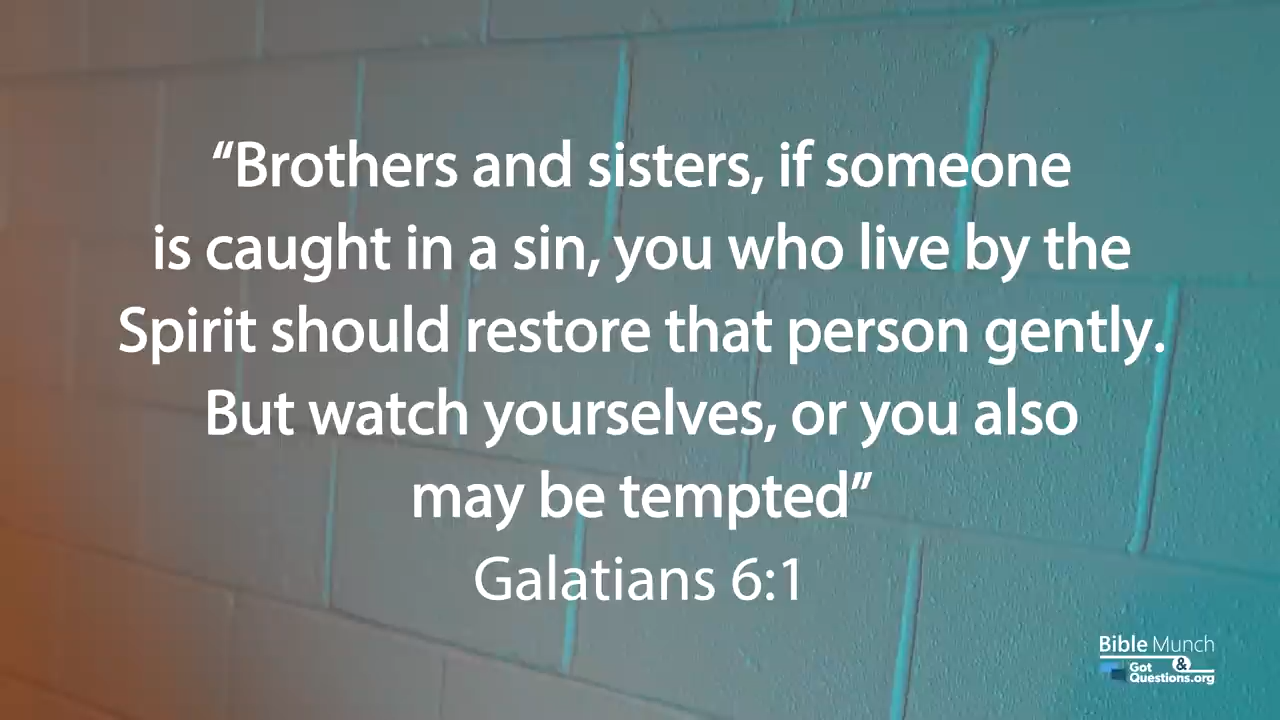 “Brothers and sisters, if someone
is caught in a sin, you who live by the
Spirit should restore that person gently.
But watch yourselves, or you also
may be tempted”
Galatians 6:1
Bible Munch
&
Got
Questions.org